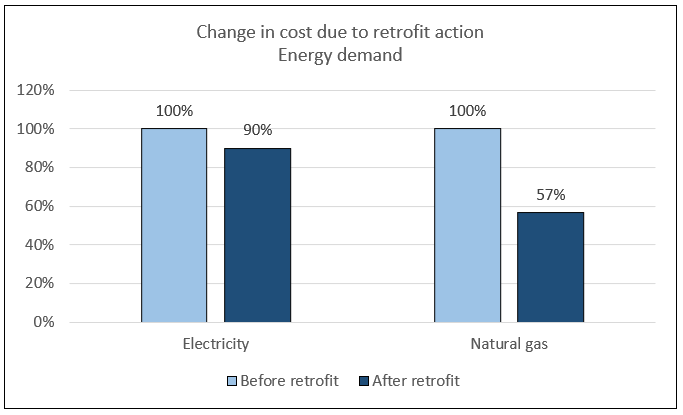 Change in cost due to retrofit action
Energy demand
120%
100%
80%
60%
40%
20%
0%
100%
90%
100%
57%
Electricity
Natural gas
Before retrofit
After retrofit